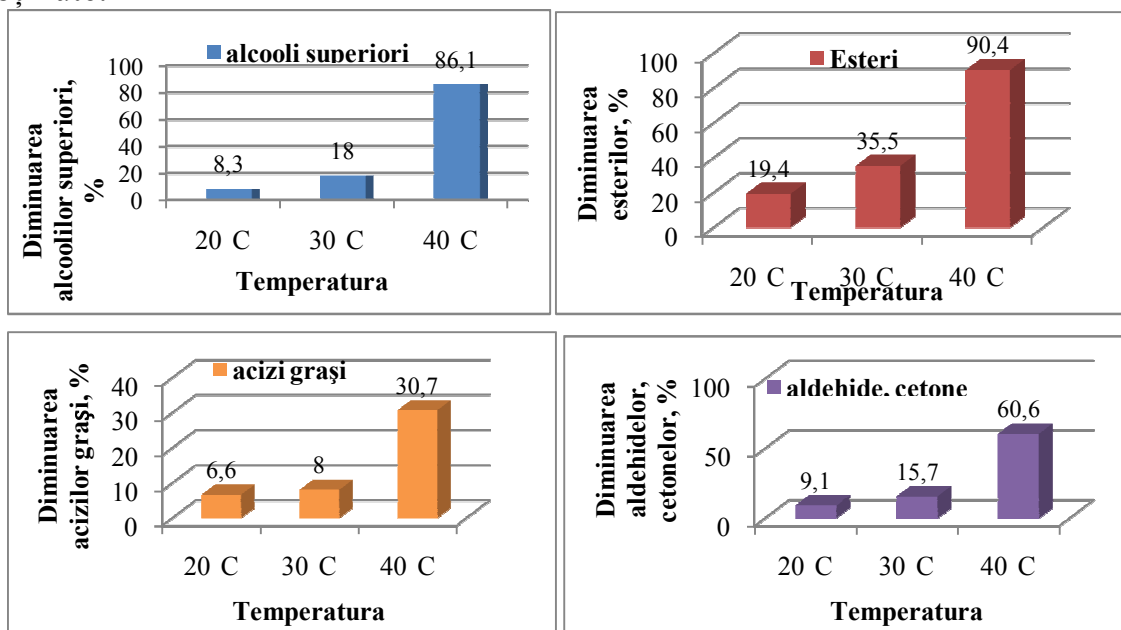 alcooli superiori
86,1
100
80
60
40
20
0
8,3
18
Diminuarea
alcoolilor superiori,
%
20 C 30 C 40 C
Temperatura
Esteri
90,4
100
80
60
40
20
0
19,4
35,5
Diminuarea
esterilor, %
20 C 30 C 40 C
Temperatura
acizi graşi
30,7
40
30
20
10
0
6,6
8
Diminuarea
acizilor graşi, %
20 C 30 C 40 C
Temperatura
aldehide, cetone
60,6
100
50
0
9,1
15,7
Diminuarea
aldehidelor,
cetonelor, %
20 C 30 C 40 C
Temperatura